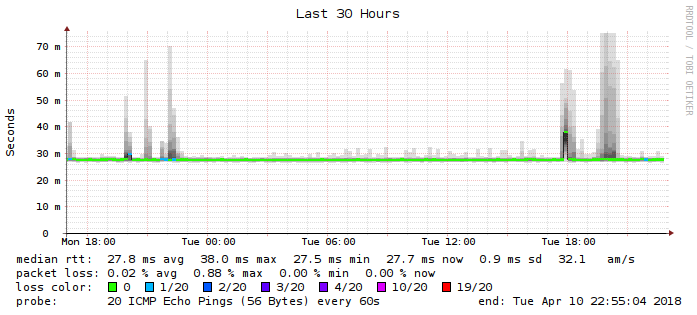 Last 30 Hours
RRDTOOL / TOBI OETIKER
Seconds
70 m
60 m
50 m
40 m
30 m
20 m
10 m
0
Mon 18:00 Tue 00:00 Tue 06:00 Tue 12:00 Tue 18:00
median rtt: 27.8 ms avg 38.0 ms max 27.5 ms min 27.7 ms now 0.9 ms sd 32.1 am/s
packet loss: 0.02 % avg 0.88 % max 0.00 % min 0.00 % now
loss color: 0 1/20 2/20 3/20 4/20 10/20 19/20
probe: 20 ICMP Echo Pings (56 Bytes) every 60s end: Tue Apr 10 22:55:04 2018